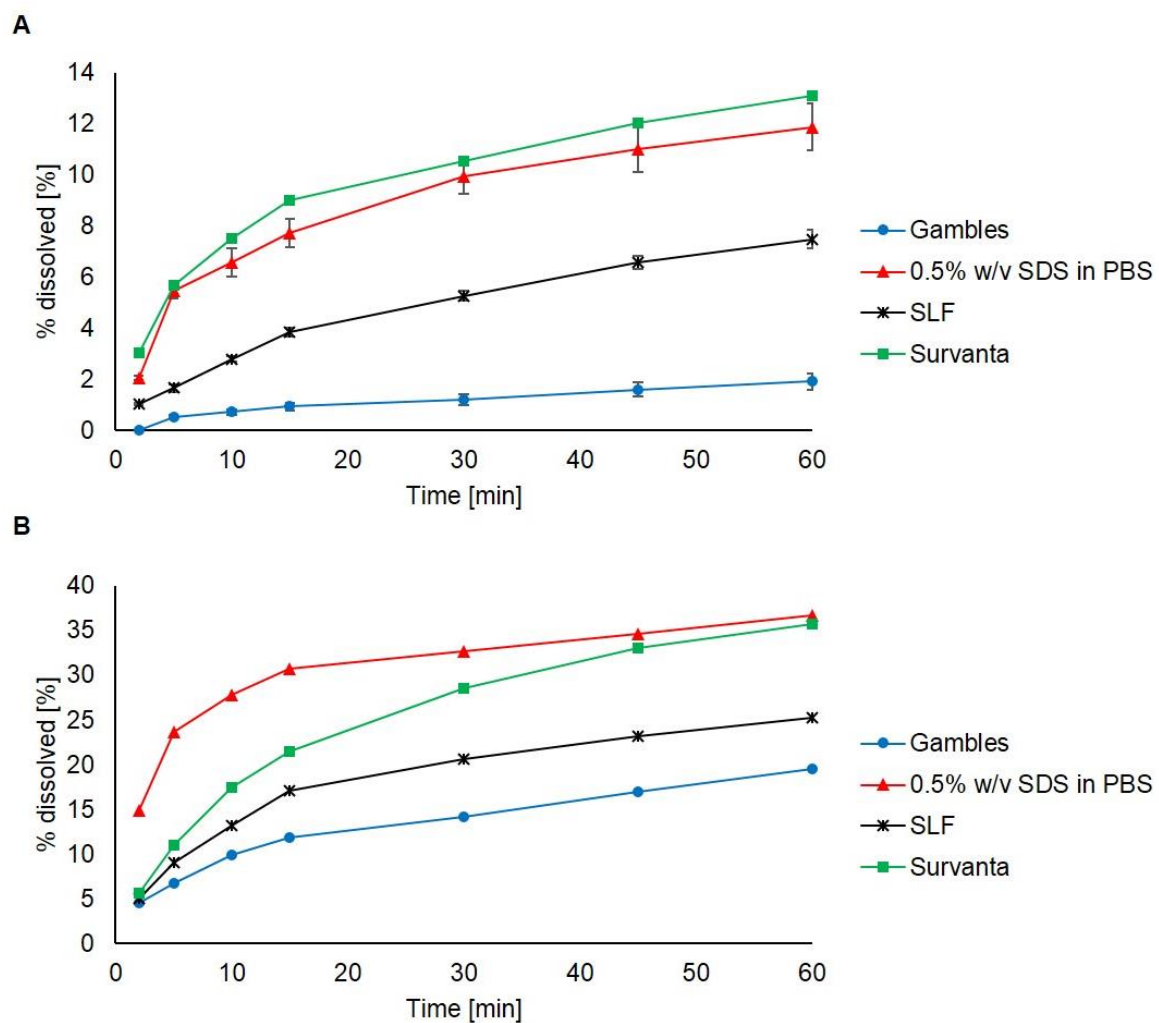 A
% dissolved [%]
14
12
10
8
6
4
2
0
0 10 20 30 40 50 60
Time [min]
Gambles
0.5% w/v SDS in PBS
SLF
Survanta
B
% dissolved [%]
40
35
30
25
20
15
10
5
0
0 10 20 30 40 50 60
Time [min]
Gambles
0.5% w/v SDS in PBS
SLF
Survanta